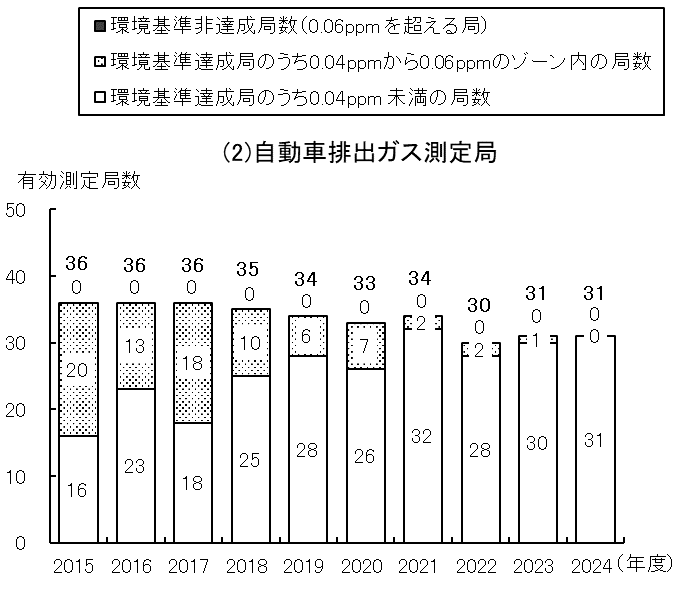 環境基準非達成局数(0.06ppmを超える局)
環境基準達成局のうち0.04ppmから0.06ppmのゾーン内の局数
環境基準達成局のうち0.04ppm未満の局数
(2)自動車排出ガス測定局
有効測定局数
50
40
30
20
10
0
36 36 36 35 34 33 34 30 31 31
0 0 0 0 0 0 0 0 0 0
20 13 18 10 6 7 2 2 1 0
16 23 18 25 28 26 32 28 30 31
2015 2016 2017 2018 2019 2020 2021 2022 2023 2024 (年度)